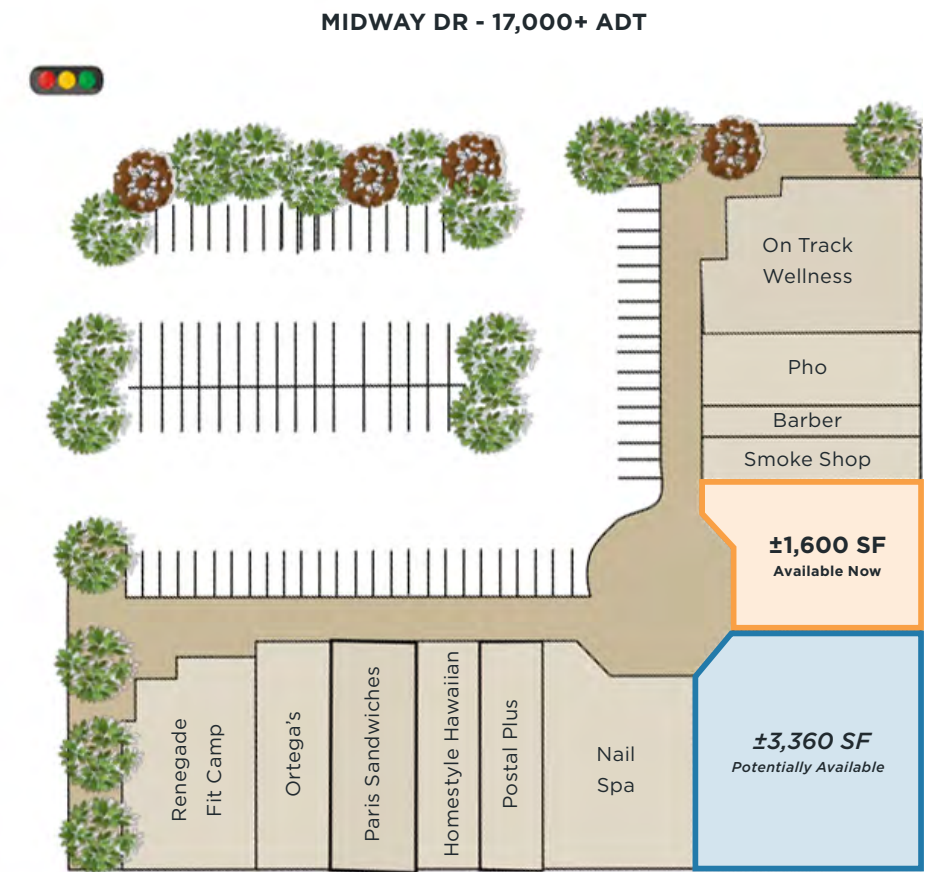 MIDWAY DR - 17,000+ ADT
On Track
Wellness
Pho
Barber
Smoke Shop
±1,600 SF
Available Now
±3,360 SF
Potentially Available
Renegade
Fit Camp
Ortega's
Paris Sandwiches
Homestyle Hawaiian
Postal Plus
Nail
Spa